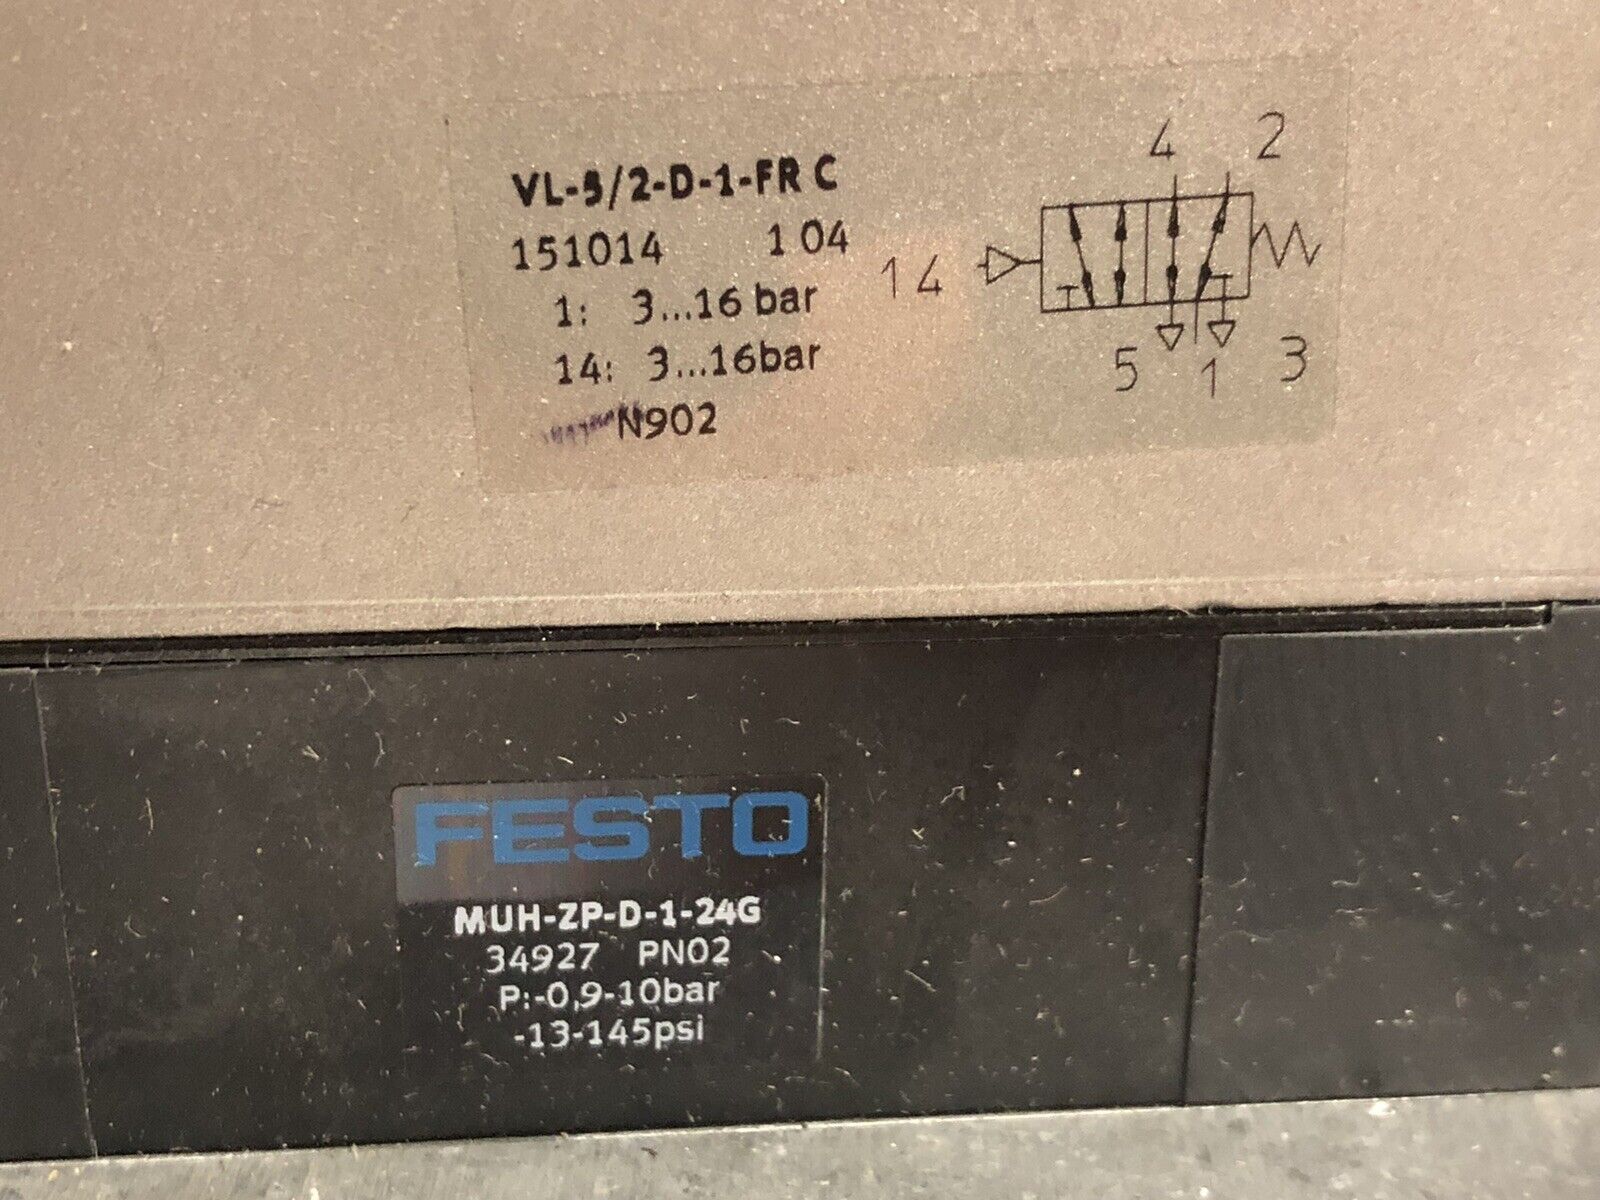 VL-5/2-D-1-FR C
151014 1 04
1: 3...16 bar
14: 3...16bar
N902
4 2
14
5 1 3
FESTO
MUH-ZP-D-1-24G
34927 PN02
P:-0,9-10bar
-13-145psi